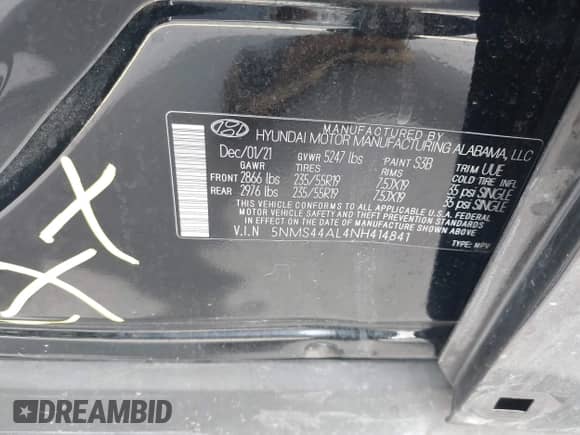 MANUFACTURED BY
HYUNDAI MOTOR MANUFACTURING ALABAMA, LLC
Dec/01/21 GVWR 5247 lbs PAINT S3B TRIM UUE
GAWR TIRES RIMS COLD TIRE INFL
FRONT 2866 lbs 235/55R19 7.5JX19 35 psi SINGLE
REAR 2976 lbs 235/55R19 7.5JX19 35 psi SINGLE
THIS VEHICLE CONFORMS TO ALL APPLICABLE U.S.A. FEDERAL
MOTOR VEHICLE SAFETY, BUMPER, AND THEFT
PREVENTION STANDARDS IN EFFECT ON THE DATE OF
MANUFACTURE SHOWN ABOVE.
V.I.N 5NMS44AL4NH414841 TYPE: MPV
X
X
DREAMBID